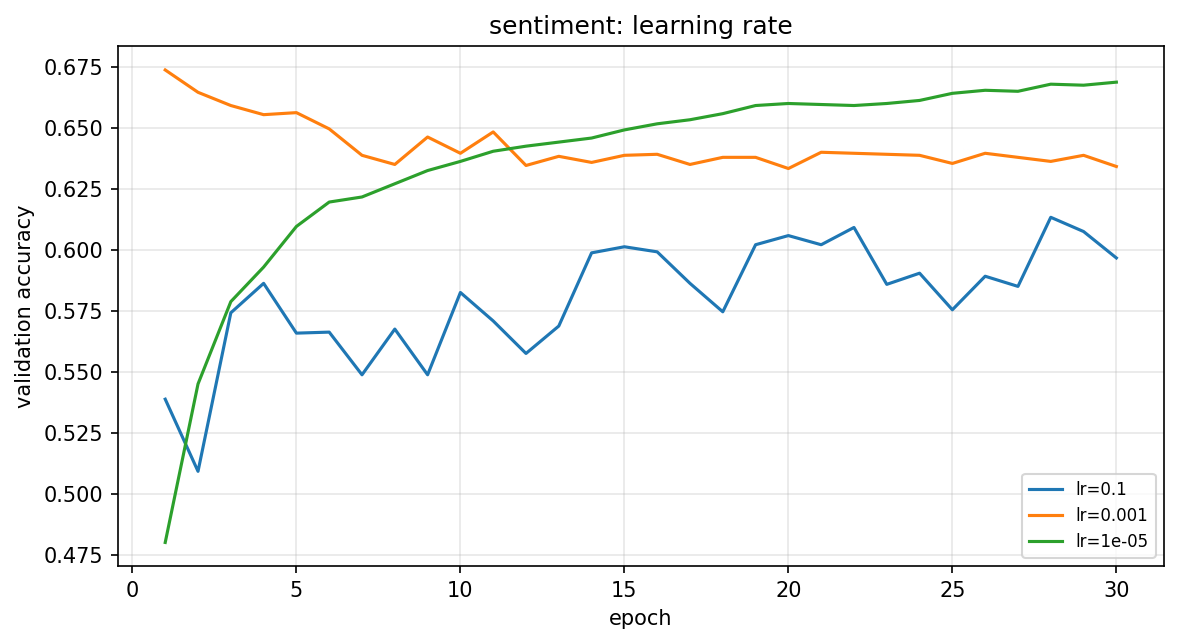 sentiment: learning rate
validation accuracy
0.675
0.650
0.625
0.600
0.575
0.550
0.525
0.500
0.475
lr=0.1
lr=0.001
lr=1e-05
0 5 10 15 20 25 30
epoch